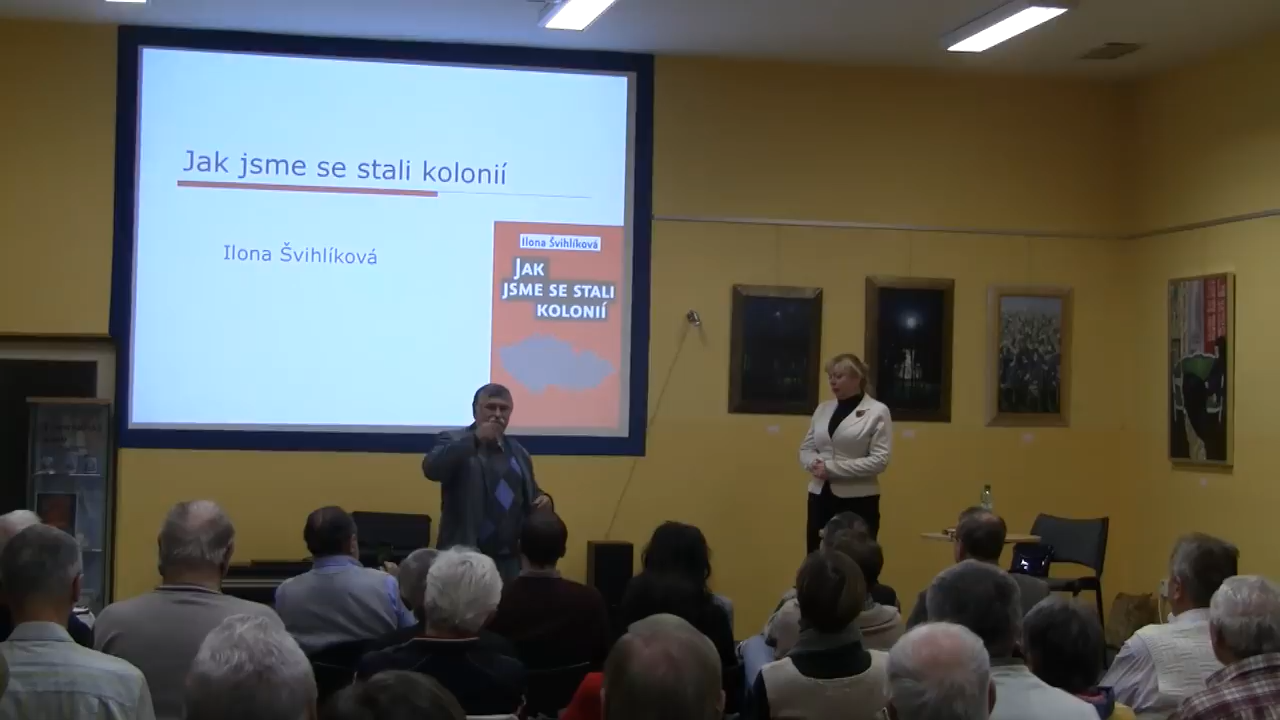 Jak jsme se stali kolonií
Ilona Švihlíková
Ilona Švihlíková
JAK
JSME SE STALI
KOLONIÍ